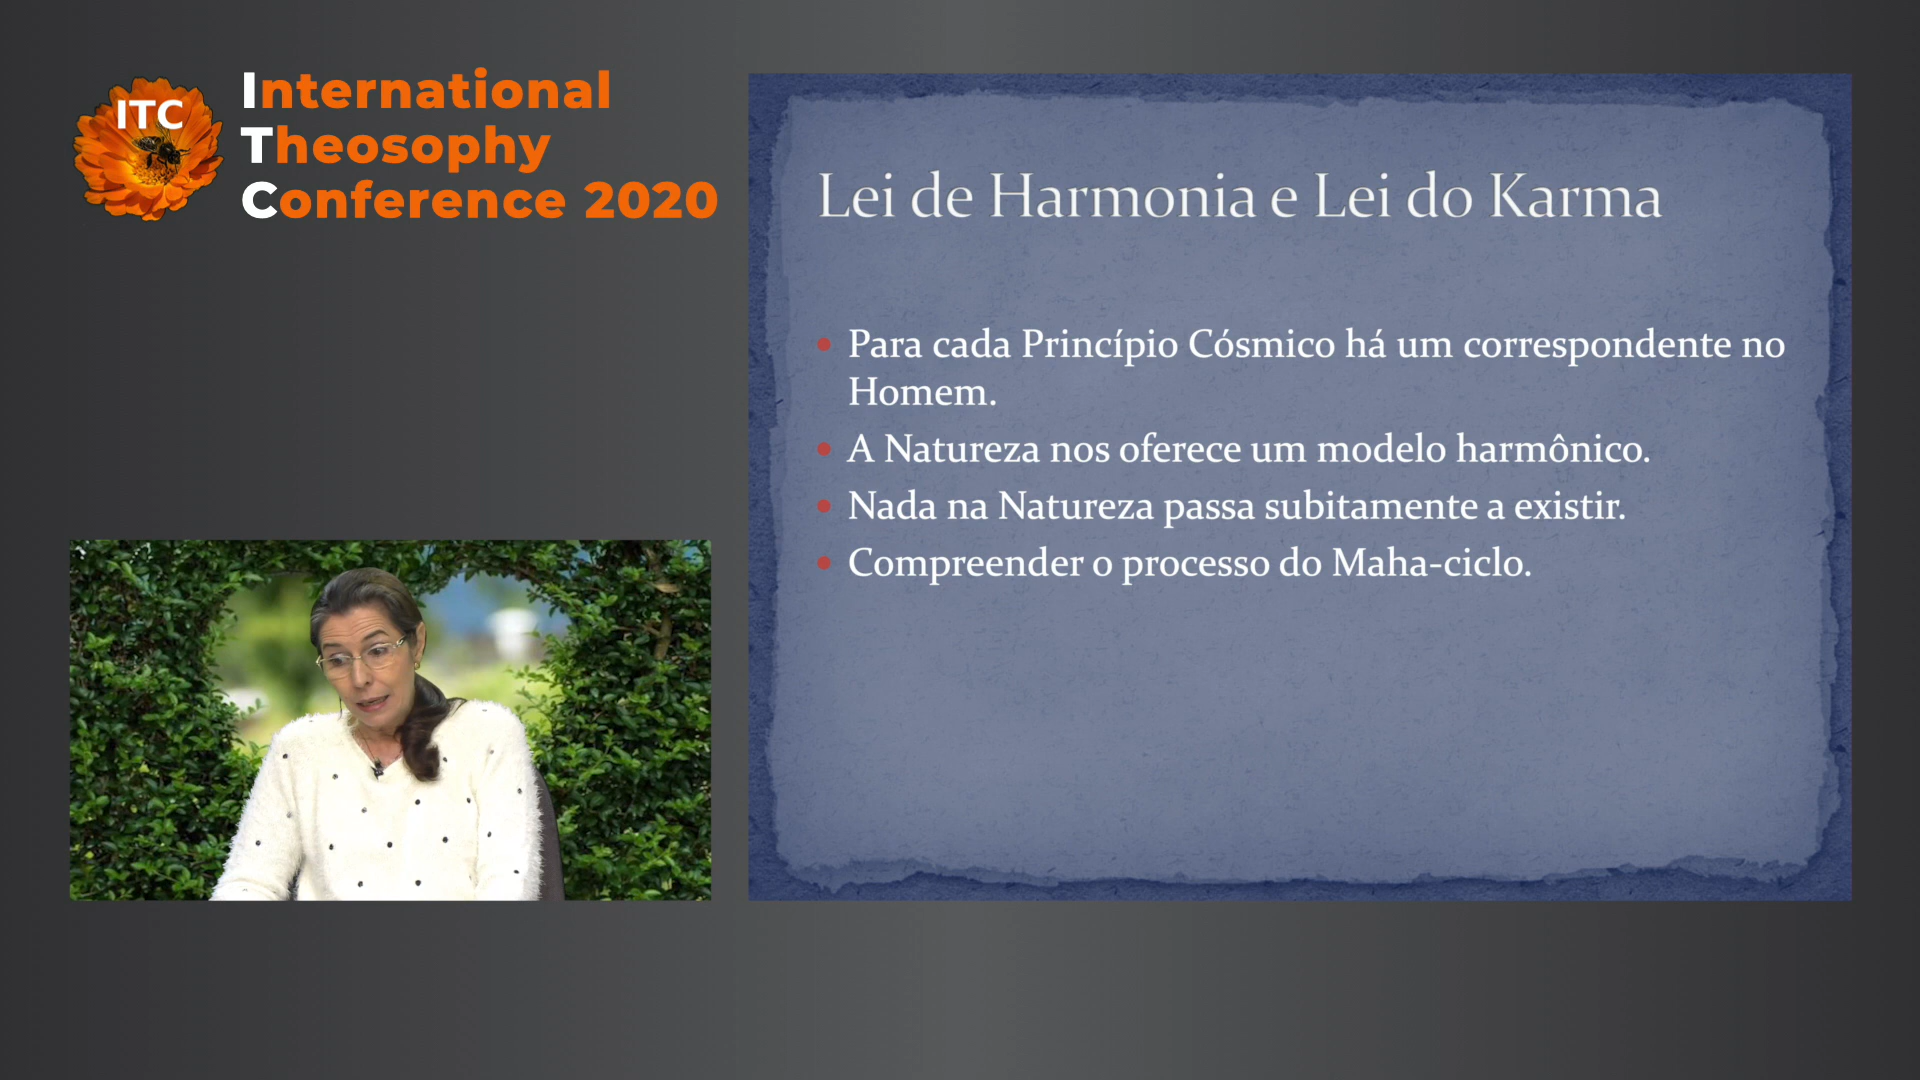 ITC
International
Theosophy
Conference 2020
Lei de Harmonia e Lei do Karma
• Para cada Princípio Cósmico há um correspondente no
Homem.
• A Natureza nos oferece um modelo harmônico.
• Nada na Natureza passa subitamente a existir.
• Compreender o processo do Maha-ciclo.